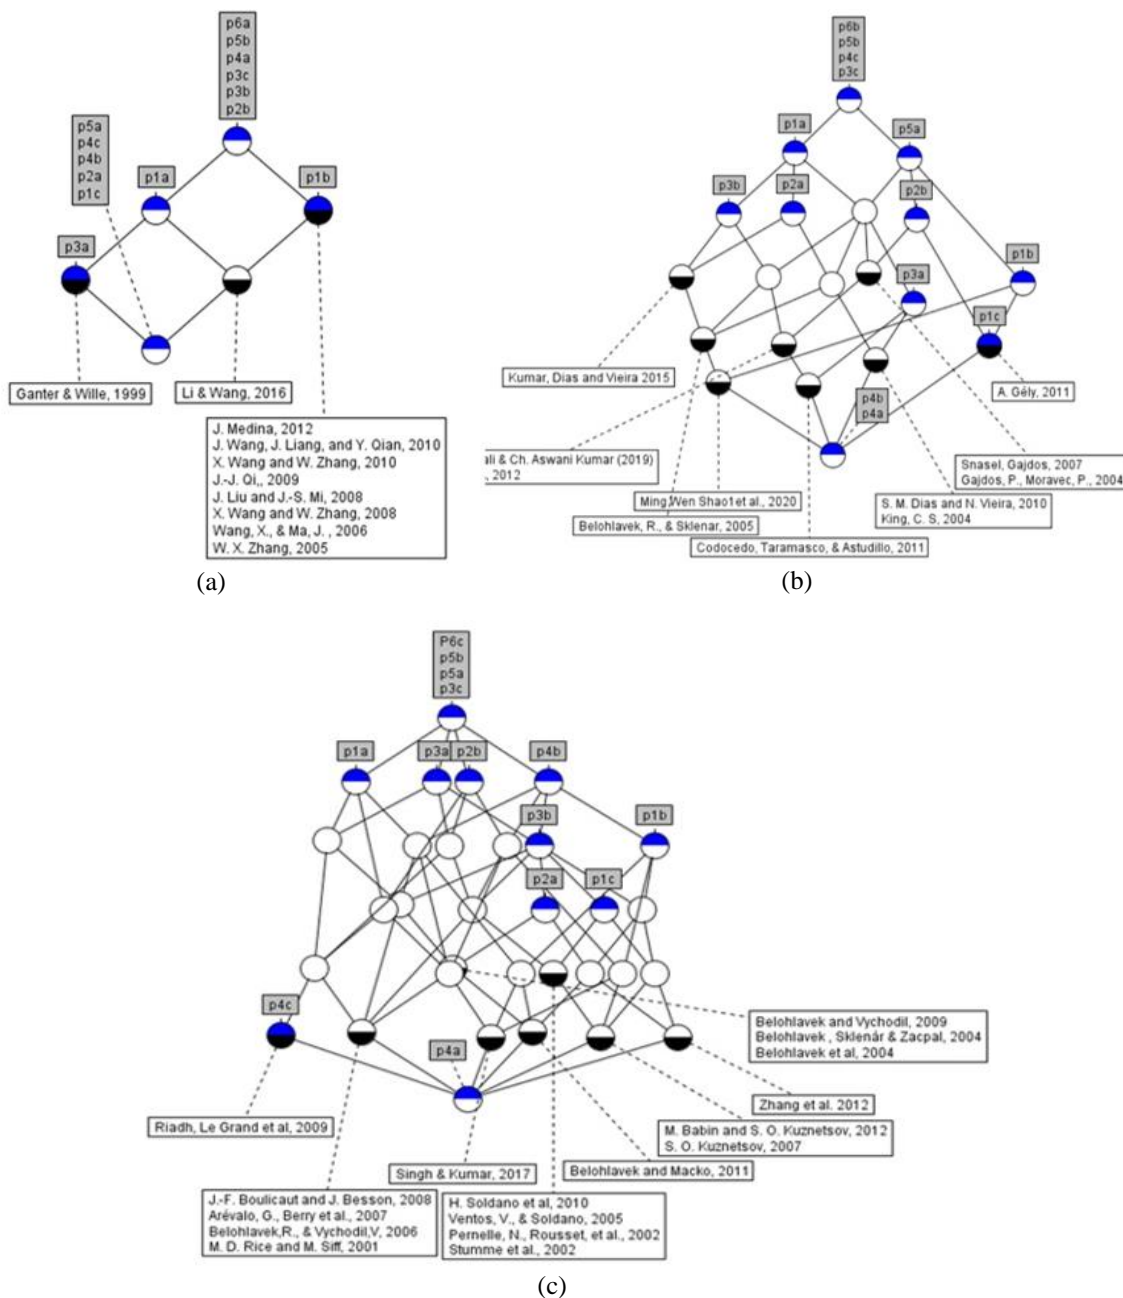 p6a
p5b
p4a
p3c
p3b
p2b
p5a
p4c
p4b
p2a
p1c
p1a
p1b
p3a
Ganter & Wille, 1999
Li & Wang, 2016
J. Medina, 2012
J. Wang, J. Liang, and Y. Qian, 2010
X. Wang and W. Zhang, 2010
J.-J. Qi,, 2009
J. Liu and J.-S. Mi, 2008
X. Wang and W. Zhang, 2008
Wang, X., & Ma, J. , 2006
W. X. Zhang, 2005
(a)
p6b
p5b
p4c
p3c
p1a
p5a
p3b
p2a
p2b
p1b
p3a
p1c
Kumar, Dias and Vieira 2015
p4b
p4a
A. Gély, 2011
ali & Ch. Aswani Kumar (2019)
, 2012
Snasel, Gajdos, 2007
Gajdos, P., Moravec, P., 2004
Ming Wen Shao1et al., 2020
S. M. Dias and N. Vieira, 2010
King, C. S, 2004
Belohlavek, R., & Sklenar, 2005
Codocedo, Taramasco, & Astudillo, 2011
(b)
P6c
p5b
p5a
p3c
p1a
p3a
p2b
p4b
p3b
p1b
p2a
p1c
p4c
p4a
Belohlavek and Vychodil, 2009
Belohlavek , Sklenár & Zacpal, 2004
Belohlavek et al, 2004
Zhang et al. 2012
Riadh, Le Grand et al, 2009
M. Babin and S. O. Kuznetsov, 2012
S. O. Kuznetsov, 2007
Singh & Kumar, 2017
Belohlavek and Macko, 2011
J.-F. Boulicaut and J. Besson, 2008
Arévalo, G., Berry et al., 2007
Belohlavek,R., & Vychodil,V, 2006
M. D. Rice and M. Siff, 2001
H. Soldano et al, 2010
Ventos, V., & Soldano, 2005
Pernelle, N., Rousset, et al., 2002
Stumme et al., 2002
(c)